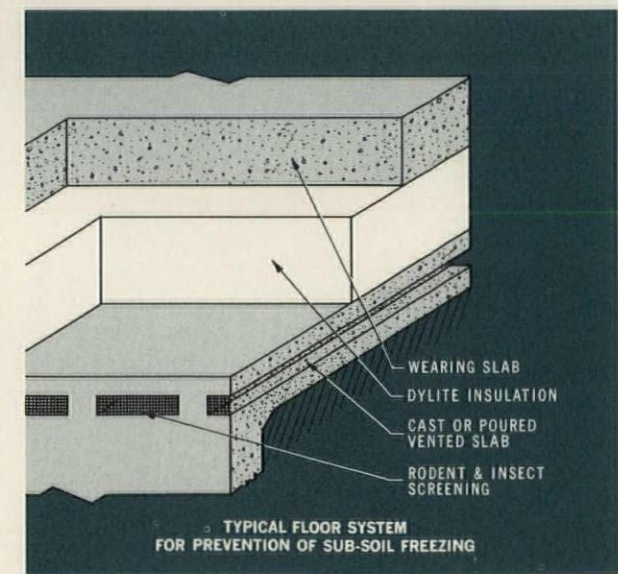 WEARING SLAB
DYLITE INSULATION
CAST OR POURED
VENTED SLAB
RODENT & INSECT
SCREENING
TYPICAL FLOOR SYSTEM
FOR PREVENTION OF SUB-SOIL FREEZING